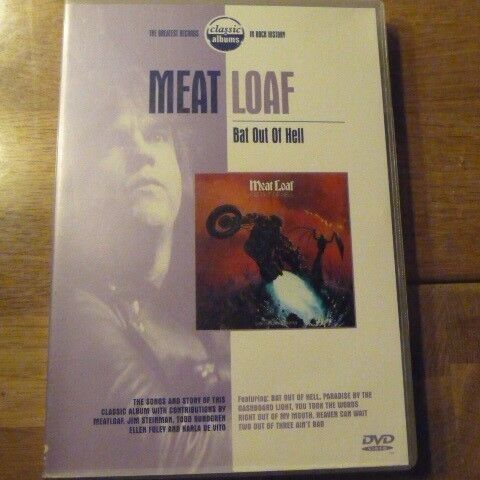 THE GREATEST RECORDS classic albums IN ROCK HISTORY
MEAT LOAF
Bat Out Of Hell
Meat Loaf
THE SONGS AND STORY OF THIS
CLASSIC ALBUM WITH CONTRIBUTIONS BY
MEATLOAF, JIM STEINMAN, TODD RUNDGREN
ELLEN FOLEY AND KARLA DE VITO
Featuring: BAT OUT OF HELL, PARADISE BY THE
DASHBOARD LIGHT, YOU TOOK THE WORDS
RIGHT OUT OF MY MOUTH, HEAVEN CAN WAIT
TWO OUT OF THREE AIN'T BAD
DVD
VIDEO